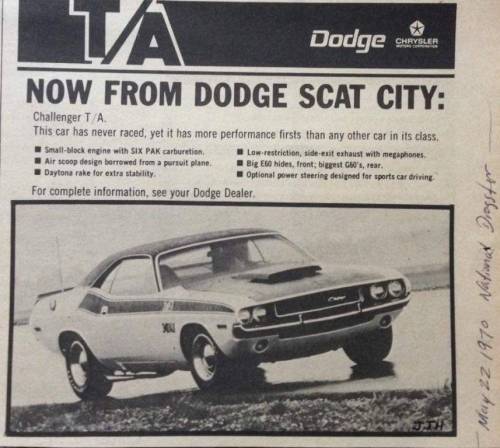 T/A
Dodge
CHRYSLER
MOTORS CORPORATION
NOW FROM DODGE SCAT CITY:
Challenger T/A.
This car has never raced, yet it has more performance firsts than any other car in its class.
■ Small-block engine with SIX PAK carburetion.
■ Air scoop design borrowed from a pursuit plane.
■ Daytona rake for extra stability.
■ Low-restriction, side-exit exhaust with megaphones.
■ Big E60 hides, front; biggest G60's, rear.
■ Optional power steering designed for sports car driving.
For complete information, see your Dodge Dealer.
JJH
May 22 1970 National Dragster